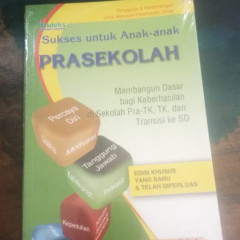 Sukses untuk Anak-anak
PRASEKOLAH
Membangun Dasar
bagi Keberhasilan
di Sekolah Pra-TK, TK, dan
Transisi ke SD
Percaya
Diri
Tanggung
Jawab
EDISI KHUSUS
YANG BARU
& TELAH DIPERLUAS